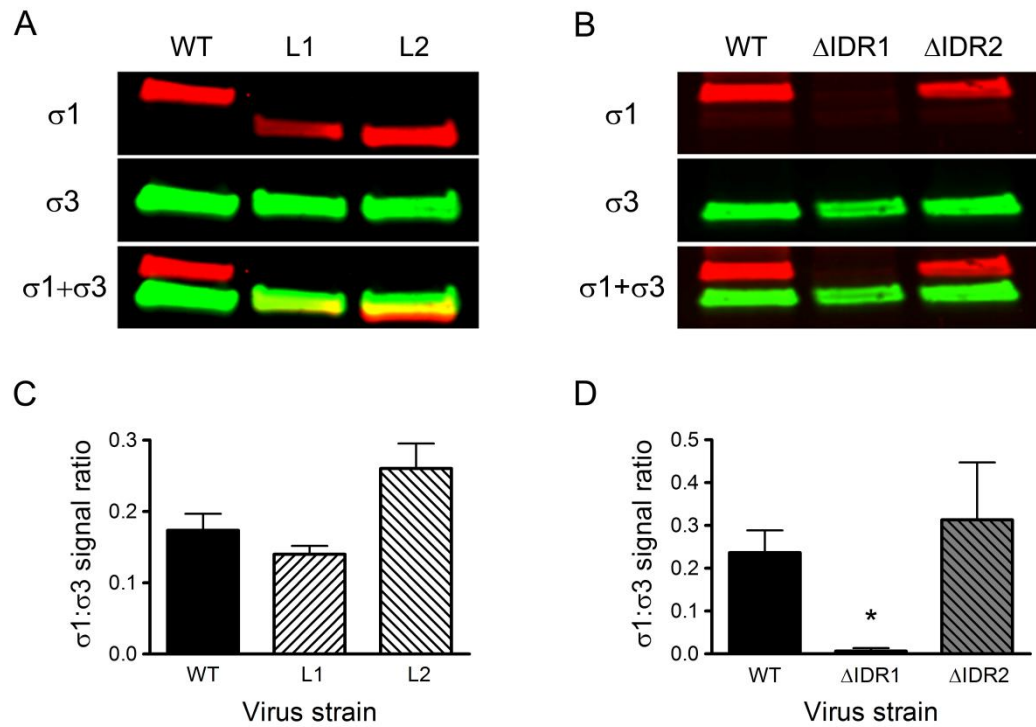 A
WT L1 L2
σ1
σ3
σ1+σ3
B
WT ΔIDR1 ΔIDR2
σ1
σ3
σ1+σ3
C
σ1:σ3 signal ratio
0.3
0.2
0.1
0.0
WT L1 L2
Virus strain
D
σ1:σ3 signal ratio
0.5
0.4
0.3
0.2
0.1
0.0
*
WT ΔIDR1 ΔIDR2
Virus strain